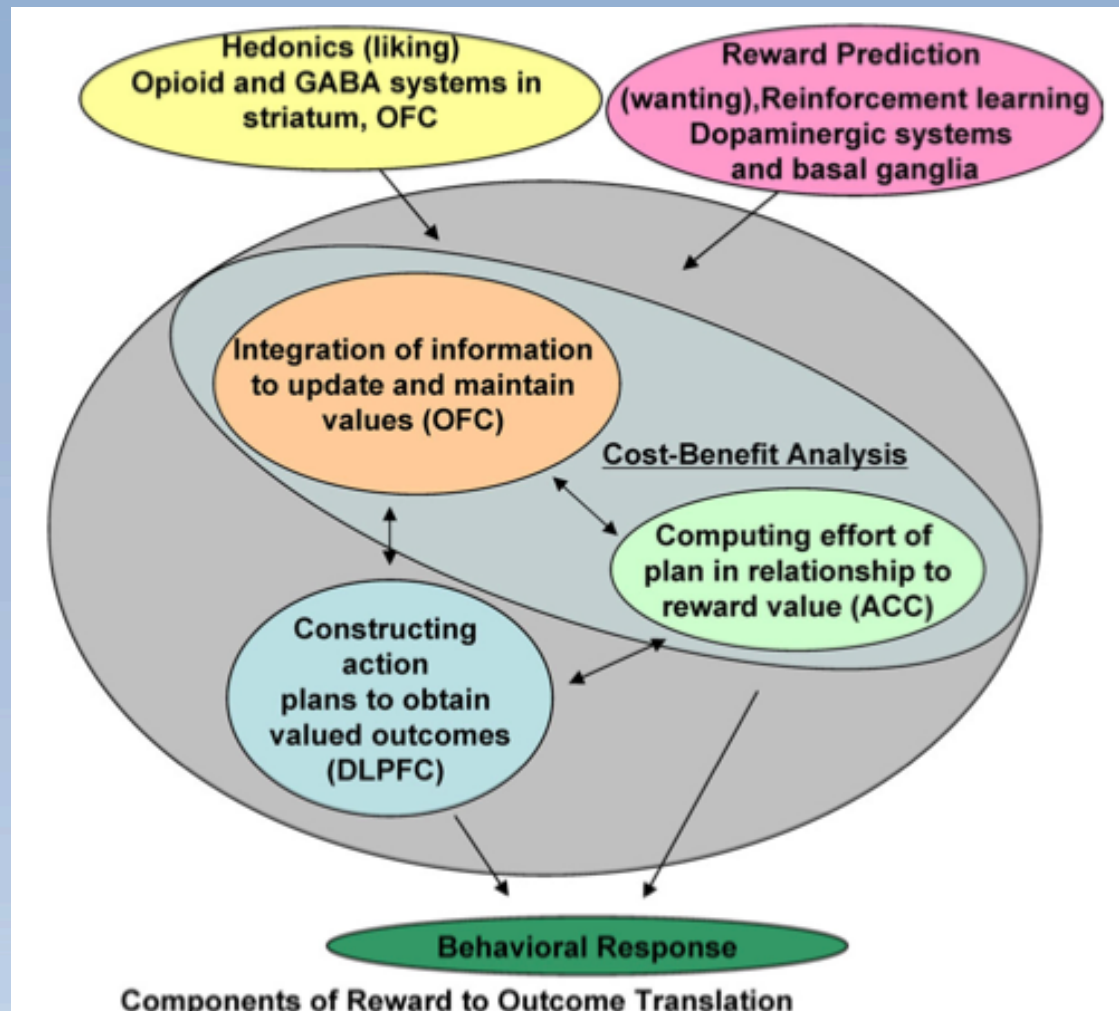 Hedonics (liking)
Opioid and GABA systems in
striatum, OFC
Reward Prediction
(wanting),Reinforcement learning
Dopaminergic systems
and basal ganglia
Integration of information
to update and maintain
values (OFC)
Cost-Benefit Analysis
Computing effort of
plan in relationship to
reward value (ACC)
Constructing
action
plans to obtain
valued outcomes
(DLPFC)
Behavioral Response
Components of Reward to Outcome Translation